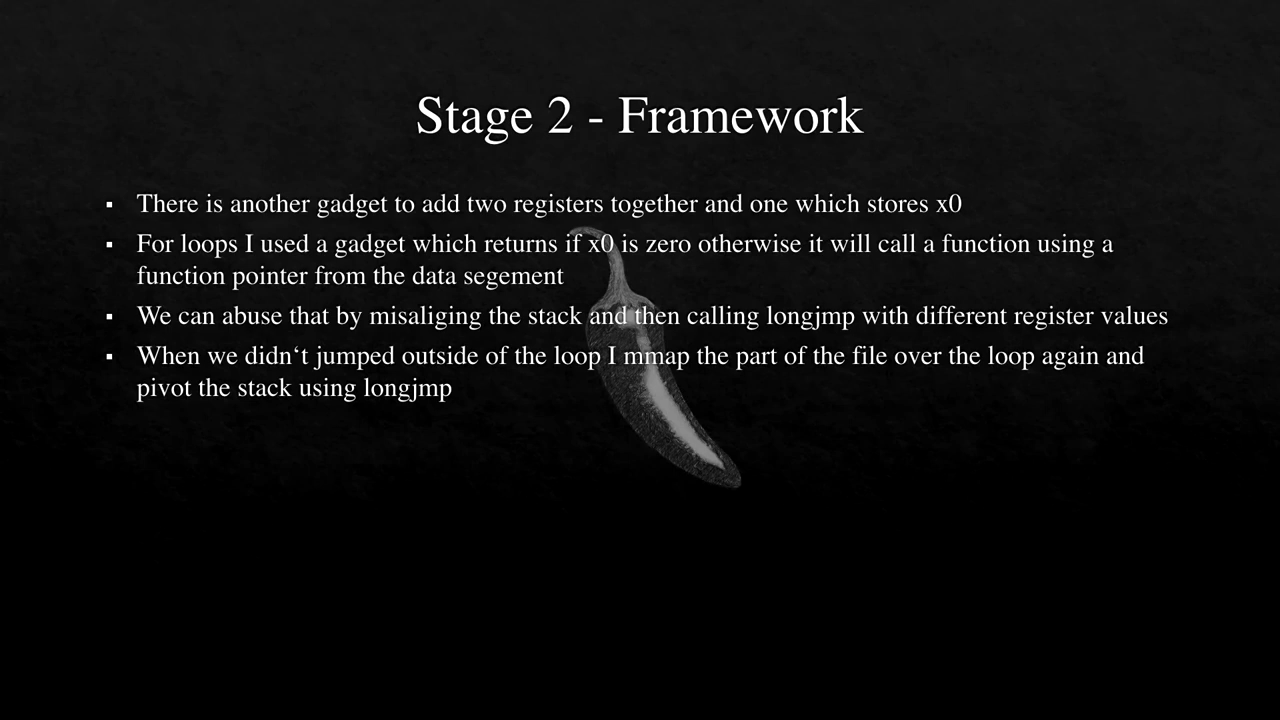 Stage 2 - Framework
▪ There is another gadget to add two registers together and one which stores x0
▪ For loops I used a gadget which returns if x0 is zero otherwise it will call a function using a
function pointer from the data segement
▪ We can abuse that by misaliging the stack and then calling longjmp with different register values
▪ When we didn‘t jumped outside of the loop I mmap the part of the file over the loop again and
pivot the stack using longjmp